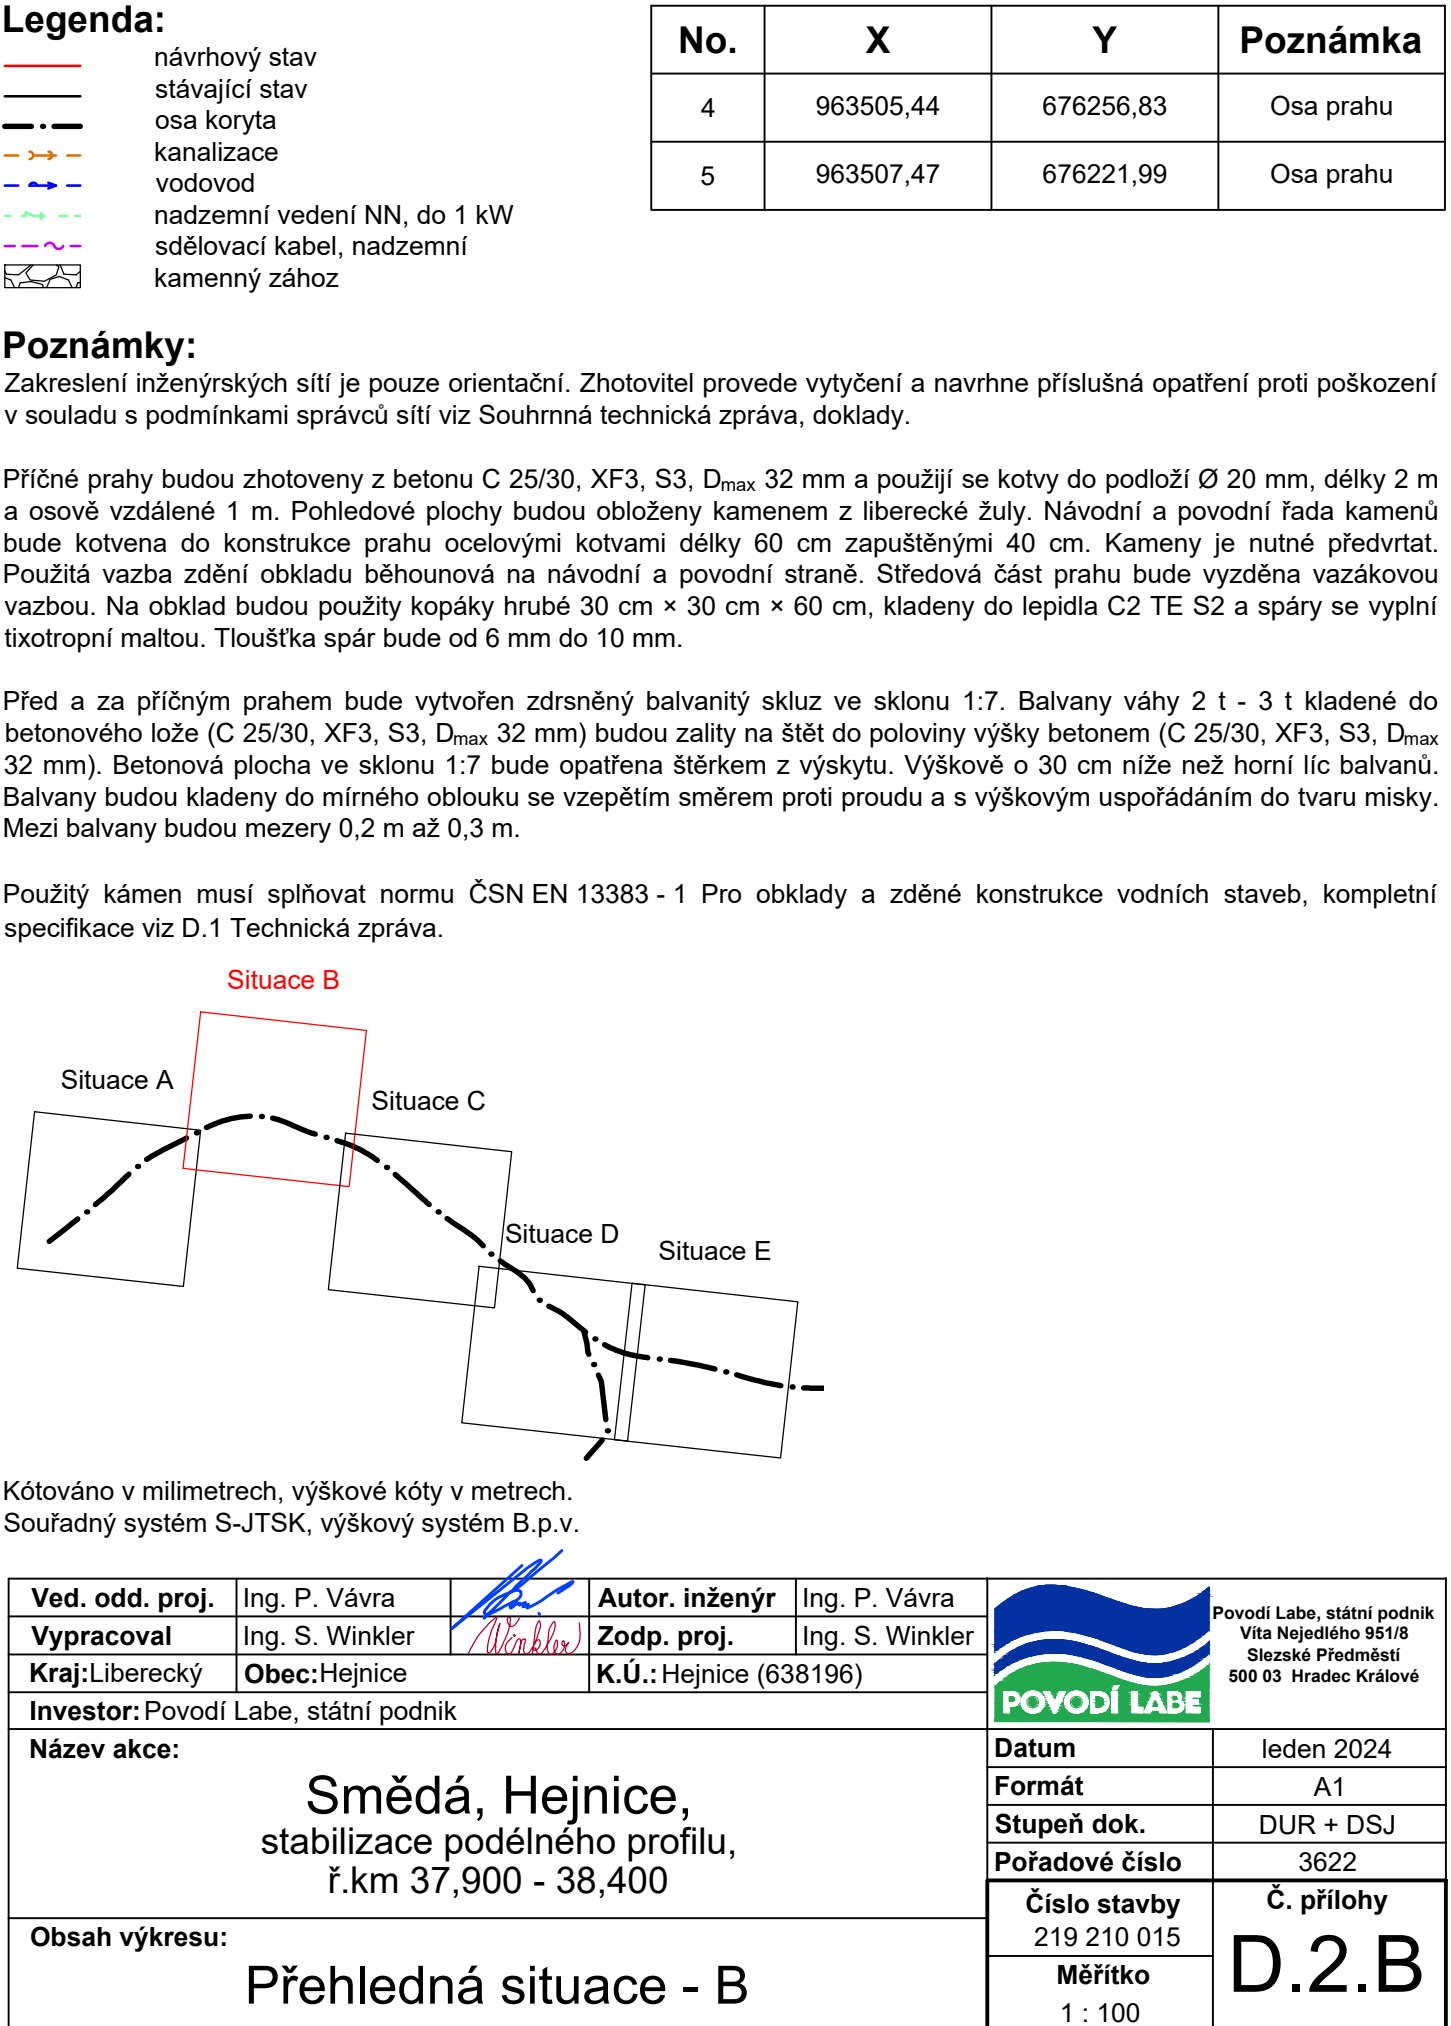 Legenda:
návrhový stav
stávající stav
osa koryta
kanalizace
vodovod
nadzemní vedení NN, do 1 kW
sdělovací kabel, nadzemní
kamenný zához
No. X Y Poznámka
4 963505,44 676256,83 Osa prahu
5 963507,47 676221,99 Osa prahu
Poznámky:
Zakreslení inženýrských sítí je pouze orientační. Zhotovitel provede vytyčení a navrhne příslušná opatření proti poškození
v souladu s podmínkami správců sítí viz Souhrnná technická zpráva, doklady.
Příčné prahy budou zhotoveny z betonu C 25/30, XF3, S3, Dmax 32 mm a použijí se kotvy do podloží Ø 20 mm, délky 2 m
a osově vzdálené 1 m. Pohledové plochy budou obloženy kamenem z liberecké žuly. Návodní a povodní řada kamenů
bude kotvena do konstrukce prahu ocelovými kotvami délky 60 cm zapuštěnými 40 cm. Kameny je nutné předvrtat.
Použitá vazba zdění obkladu běhounová na návodní a povodní straně. Středová část prahu bude vyzděna vazákovou
vazbou. Na obklad budou použity kopáky hrubé 30 cm × 30 cm × 60 cm, kladeny do lepidla C2 TE S2 a spáry se vyplní
tixotropní maltou. Tloušťka spár bude od 6 mm do 10 mm.
Před a za příčným prahem bude vytvořen zdrsněný balvanitý skluz ve sklonu 1:7. Balvany váhy 2 t - 3 t kladené do
betonového lože (C 25/30, XF3, S3, Dmax 32 mm) budou zality na štět do poloviny výšky betonem (C 25/30, XF3, S3, Dmax
32 mm). Betonová plocha ve sklonu 1:7 bude opatřena štěrkem z výskytu. Výškově o 30 cm níže než horní líc balvanů.
Balvany budou kladeny do mírného oblouku se vzepětím směrem proti proudu a s výškovým uspořádáním do tvaru misky.
Mezi balvany budou mezery 0,2 m až 0,3 m.
Použitý kámen musí splňovat normu ČSN EN 13383 - 1 Pro obklady a zděné konstrukce vodních staveb, kompletní
specifikace viz D.1 Technická zpráva.
Situace B
Situace A
Situace C
Situace D
Situace E
Kótováno v milimetrech, výškové kóty v metrech.
Souřadný systém S-JTSK, výškový systém B.p.v.
Ved. odd. proj. Ing. P. Vávra Autor. inženýr Ing. P. Vávra
Vypracoval Ing. S. Winkler Winkler Zodp. proj. Ing. S. Winkler
Kraj: Liberecký Obec: Hejnice K.Ú.: Hejnice (638196)
Investor: Povodí Labe, státní podnik
POVODÍ LABE
Povodí Labe, státní podnik
Víta Nejedlého 951/8
Slezské Předměstí
500 03 Hradec Králové
Název akce:
Smědá, Hejnice,
stabilizace podélného profilu,
ř.km 37,900 - 38,400
Datum leden 2024
Formát A1
Stupeň dok. DUR + DSJ
Pořadové číslo 3622
Obsah výkresu:
Přehledná situace - B
Číslo stavby
219 210 015
Měřítko
1 : 100
Č. přílohy
D.2.B